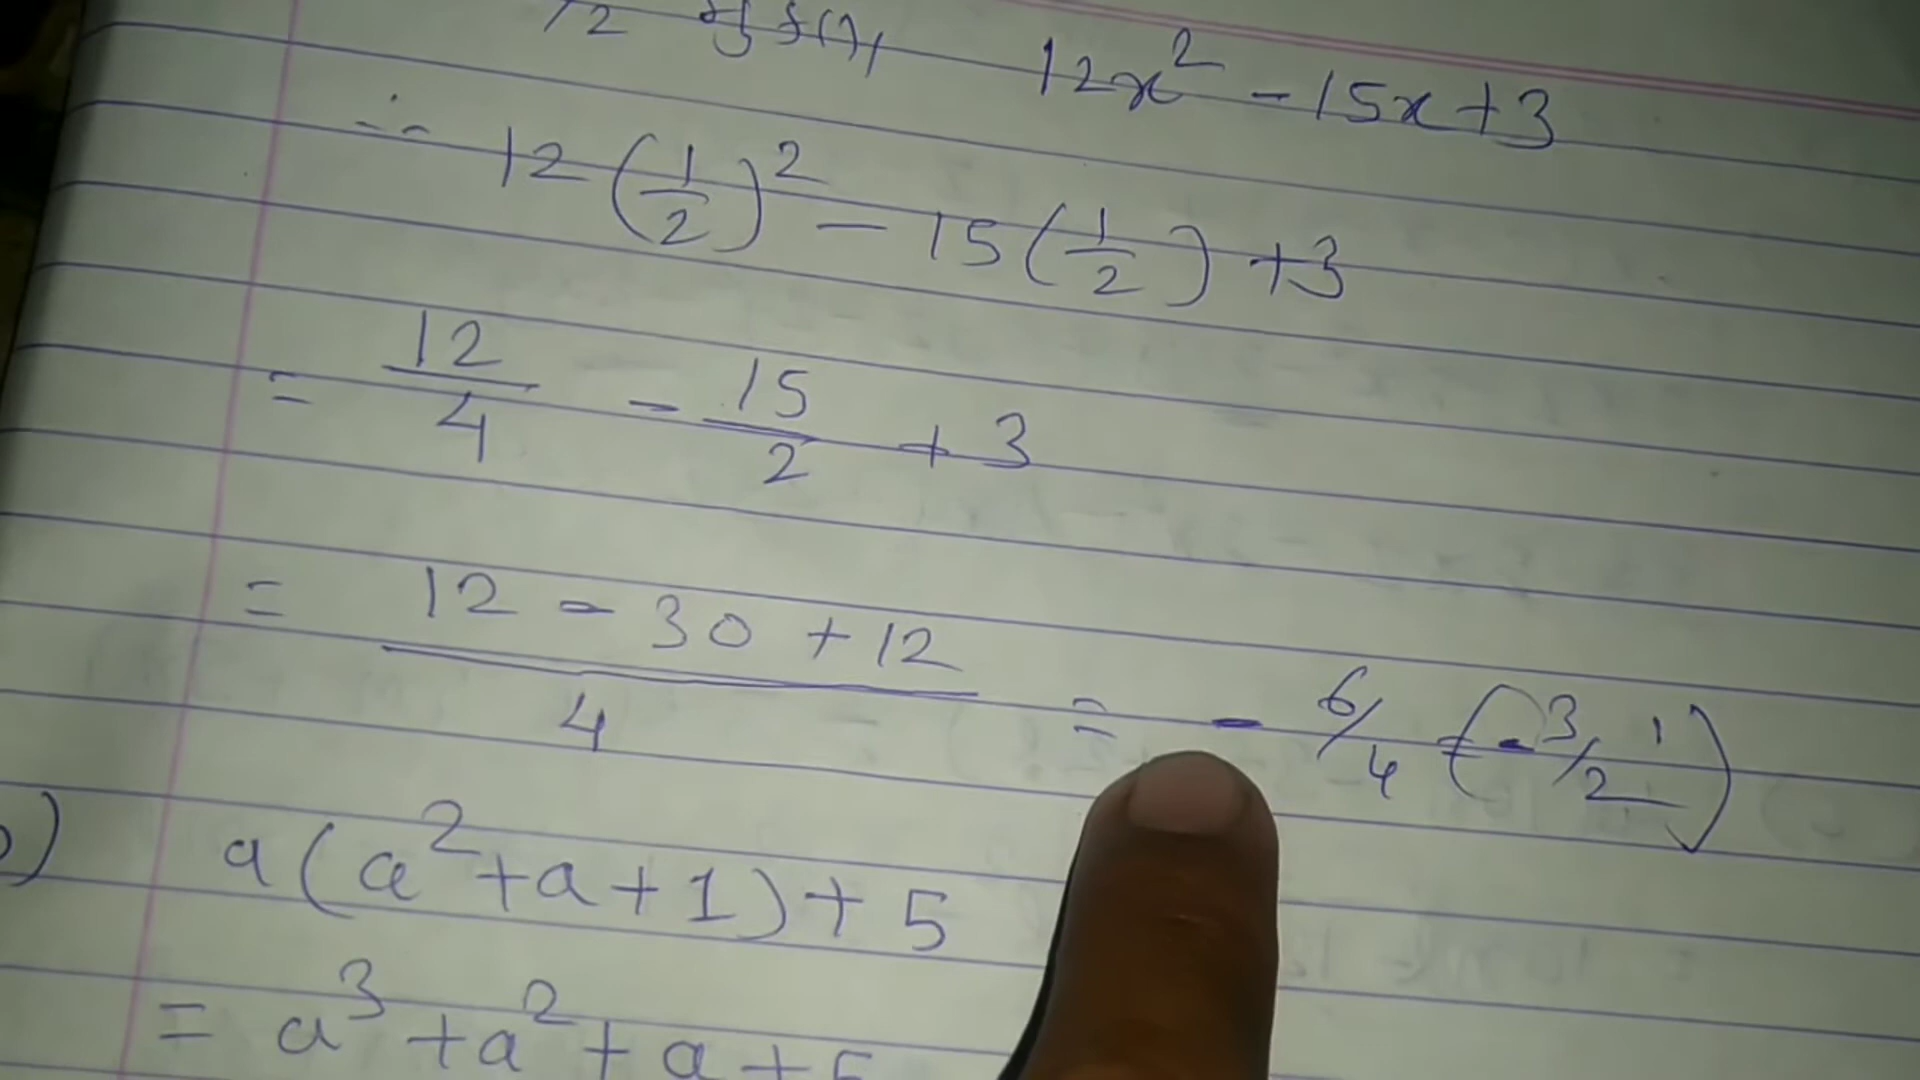 12x² - 15x + 3
∴ 12(1/2)² - 15(1/2) + 3
= 12/4 - 15/2 + 3
= (12 - 30 + 12)/4 = - 6/4 = (-3/2)
) a(a² + a + 1) + 5
= a³ + a² + a + 5